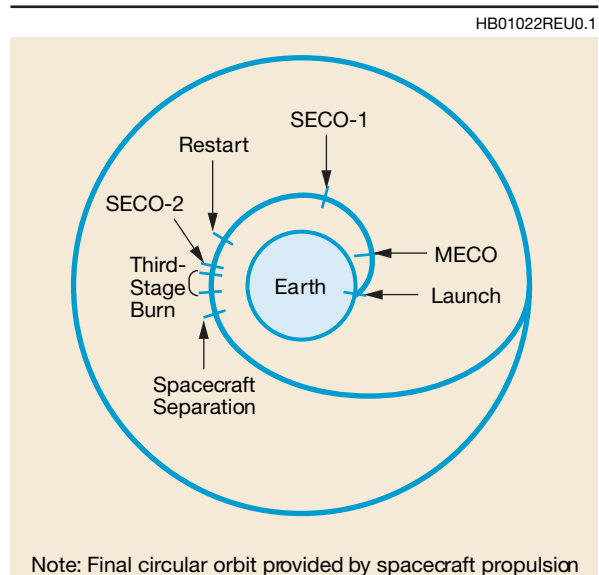 HB01022REU0.1
SECO-1
Restart
SECO-2
MECO
Third-
Stage
Burn
Earth
Launch
Spacecraft
Separation
Note: Final circular orbit provided by spacecraft propulsion